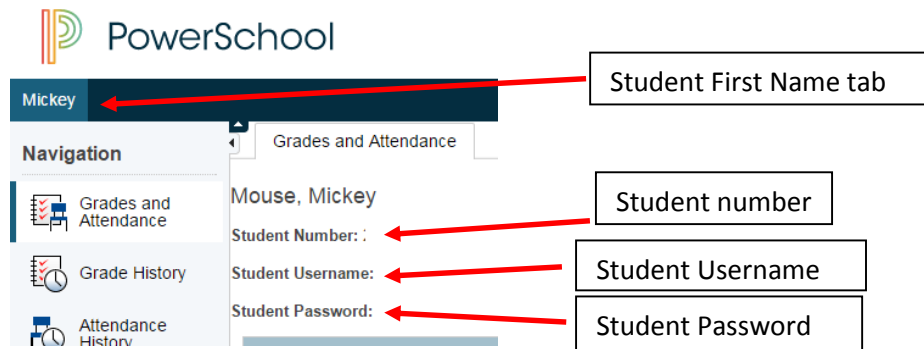 PowerSchool
Student First Name tab
Mickey
Navigation
Grades and Attendance
Mouse, Mickey
Grades and
Attendance
Student number
Student Number: :
Grade History
Student Username:
Student Username
Student Password:
Student Password
Attendance
History